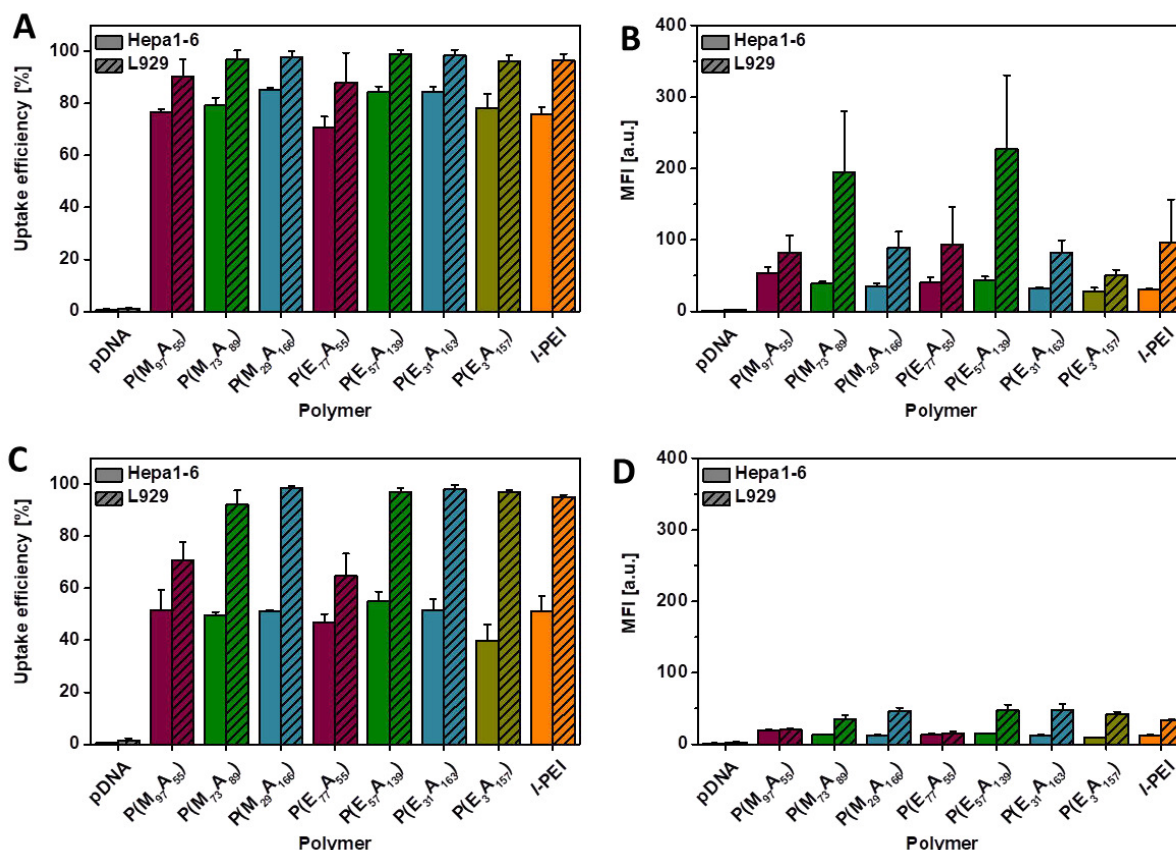 A
Hepa1-6
L929
Uptake efficiency [%]
100
80
60
40
20
0
pDNA
P(M₉₇A₅₅)
P(M₇₃A₈₉)
P(M₂₉A₁₆₆)
P(E₇₇A₅₅)
P(E₅₇A₁₃₉)
P(E₃₁A₁₆₃)
P(E₃A₁₅₇)
l-PEI
Polymer
B
Hepa1-6
L929
MFI [a.u.]
400
300
200
100
0
pDNA
P(M₉₇A₅₅)
P(M₇₃A₈₉)
P(M₂₉A₁₆₆)
P(E₇₇A₅₅)
P(E₅₇A₁₃₉)
P(E₃₁A₁₆₃)
P(E₃A₁₅₇)
l-PEI
Polymer
C
Hepa1-6
L929
Uptake efficiency [%]
100
80
60
40
20
0
pDNA
P(M₉₇A₅₅)
P(M₇₃A₈₉)
P(M₂₉A₁₆₆)
P(E₇₇A₅₅)
P(E₅₇A₁₃₉)
P(E₃₁A₁₆₃)
P(E₃A₁₅₇)
l-PEI
Polymer
D
Hepa1-6
L929
MFI [a.u.]
400
300
200
100
0
pDNA
P(M₉₇A₅₅)
P(M₇₃A₈₉)
P(M₂₉A₁₆₆)
P(E₇₇A₅₅)
P(E₅₇A₁₃₉)
P(E₃₁A₁₆₃)
P(E₃A₁₅₇)
l-PEI
Polymer